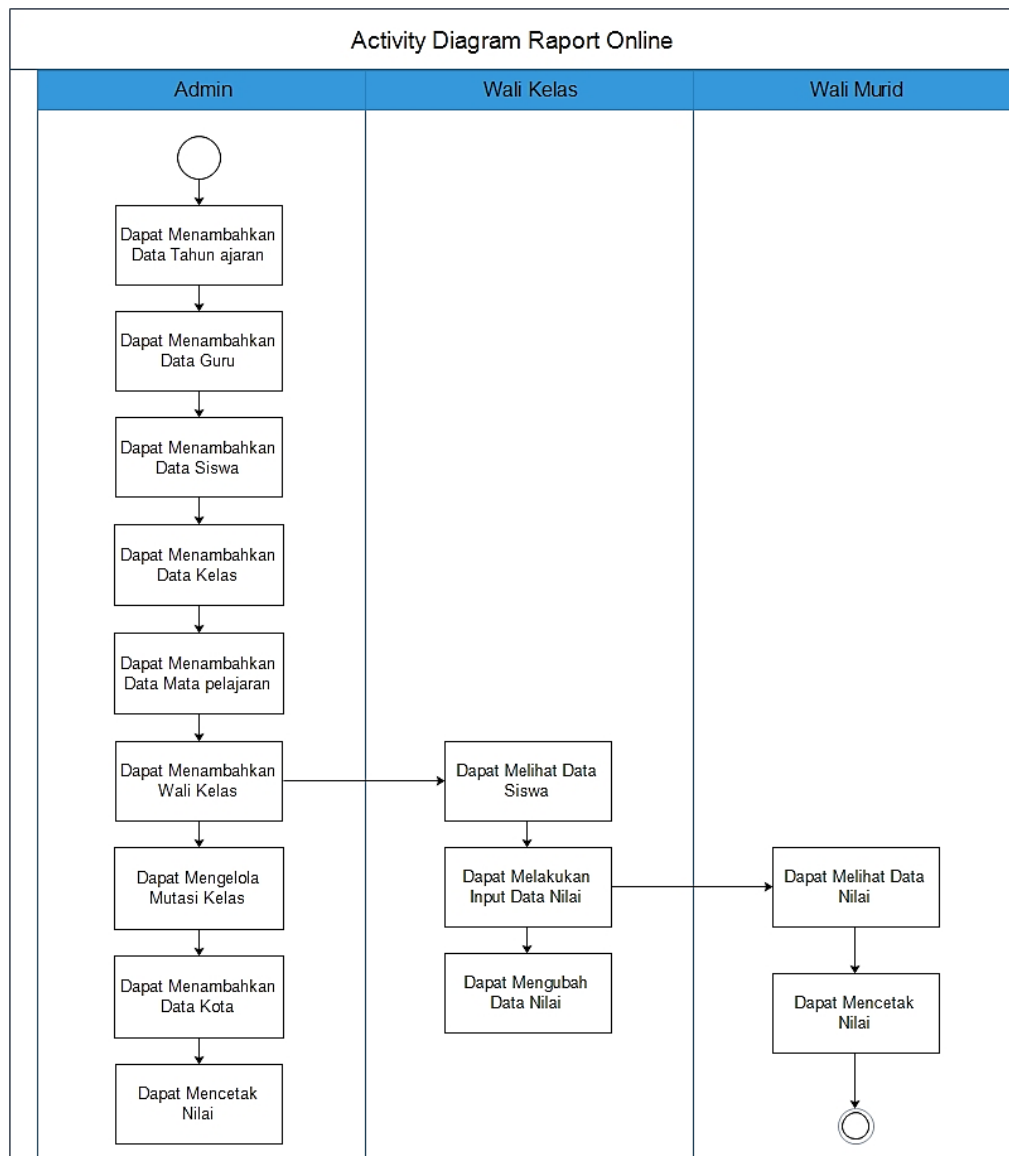 Activity Diagram Raport Online
Admin
Wali Kelas
Wali Murid
Dapat Menambahkan
Data Tahun ajaran
Dapat Menambahkan
Data Guru
Dapat Menambahkan
Data Siswa
Dapat Menambahkan
Data Kelas
Dapat Menambahkan
Data Mata pelajaran
Dapat Menambahkan
Wali Kelas
Dapat Mengelola
Mutasi Kelas
Dapat Menambahkan
Data Kota
Dapat Mencetak
Nilai
Dapat Melihat Data
Siswa
Dapat Melakukan
Input Data Nilai
Dapat Mengubah
Data Nilai
Dapat Melihat Data
Nilai
Dapat Mencetak
Nilai